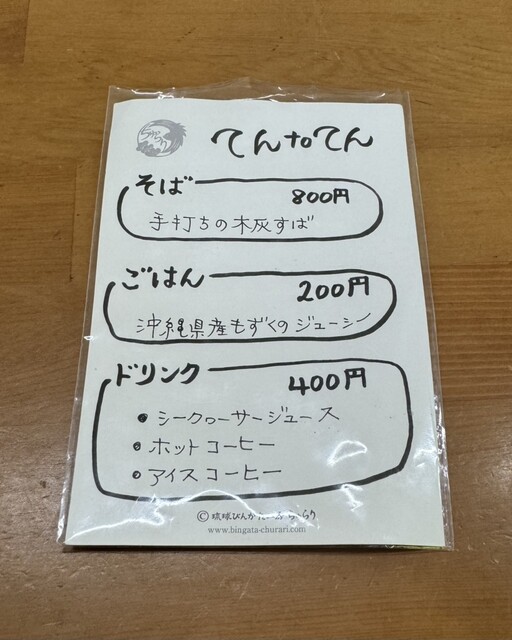 ちゅらり
てんtoてん
そば
800円
手打ちの木灰すば
ごはん
200円
沖縄県産もずくのジューシー
ドリンク
400円
• シークヮーサージュース
• ホットコーヒー
• アイスコーヒー
© 琉球びんがた
www.bingata-churari.com